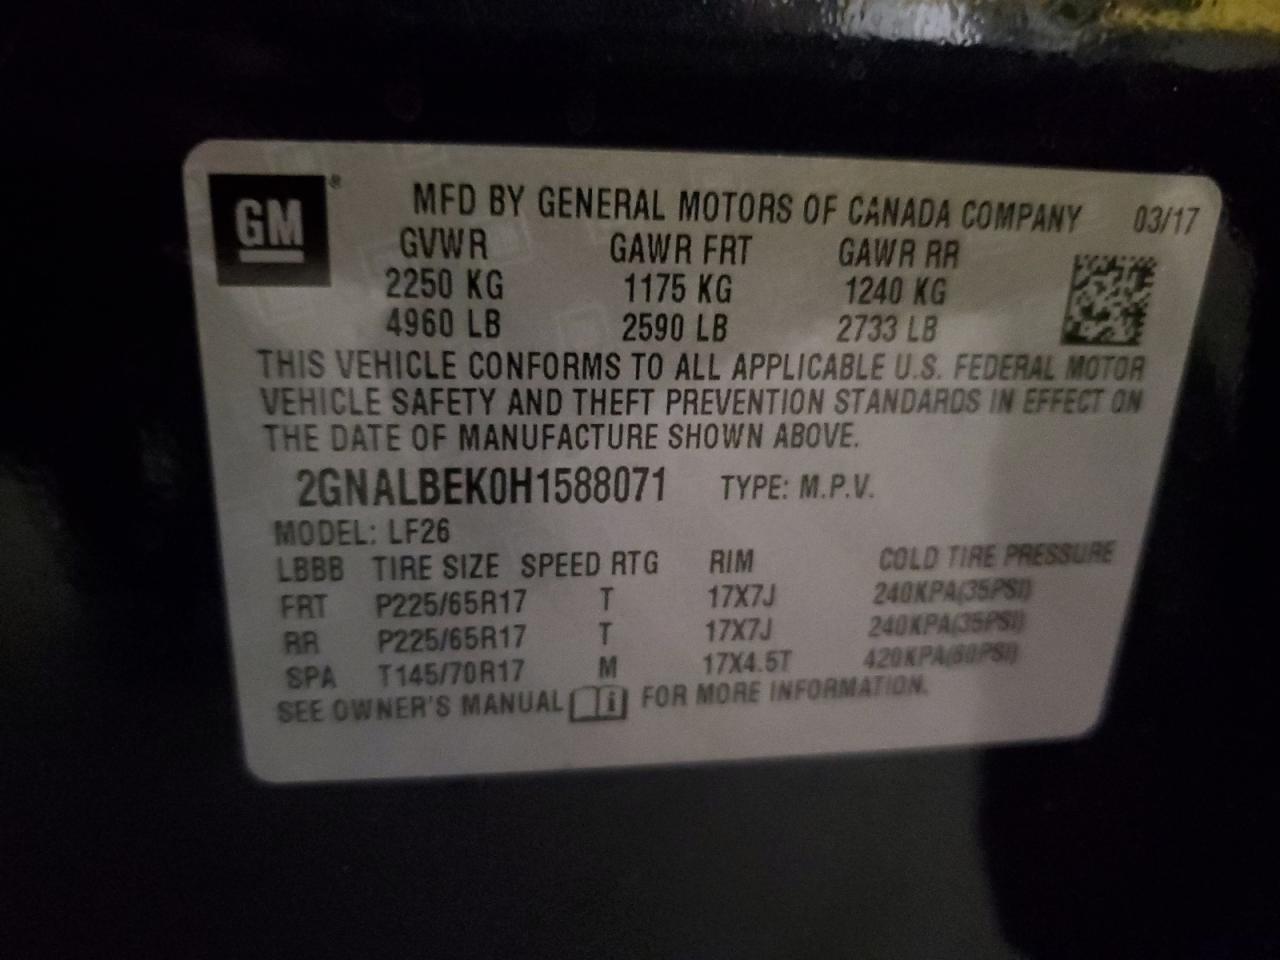 GM ® MFD BY GENERAL MOTORS OF CANADA COMPANY 03/17
GVWR GAWR FRT GAWR RR
2250 KG 1175 KG 1240 KG
4960 LB 2590 LB 2733 LB
THIS VEHICLE CONFORMS TO ALL APPLICABLE U.S. FEDERAL MOTOR
VEHICLE SAFETY AND THEFT PREVENTION STANDARDS IN EFFECT ON
THE DATE OF MANUFACTURE SHOWN ABOVE.
2GNALBEK0H1588071 TYPE: M.P.V.
MODEL: LF26
LBBB TIRE SIZE SPEED RTG RIM COLD TIRE PRESSURE
FRT P225/65R17 T 17X7J 240KPA(35PSI)
RR P225/65R17 T 17X7J 240KPA(35PSI)
SPA T145/70R17 M 17X4.5T 420KPA(60PSI)
SEE OWNER'S MANUAL i FOR MORE INFORMATION.